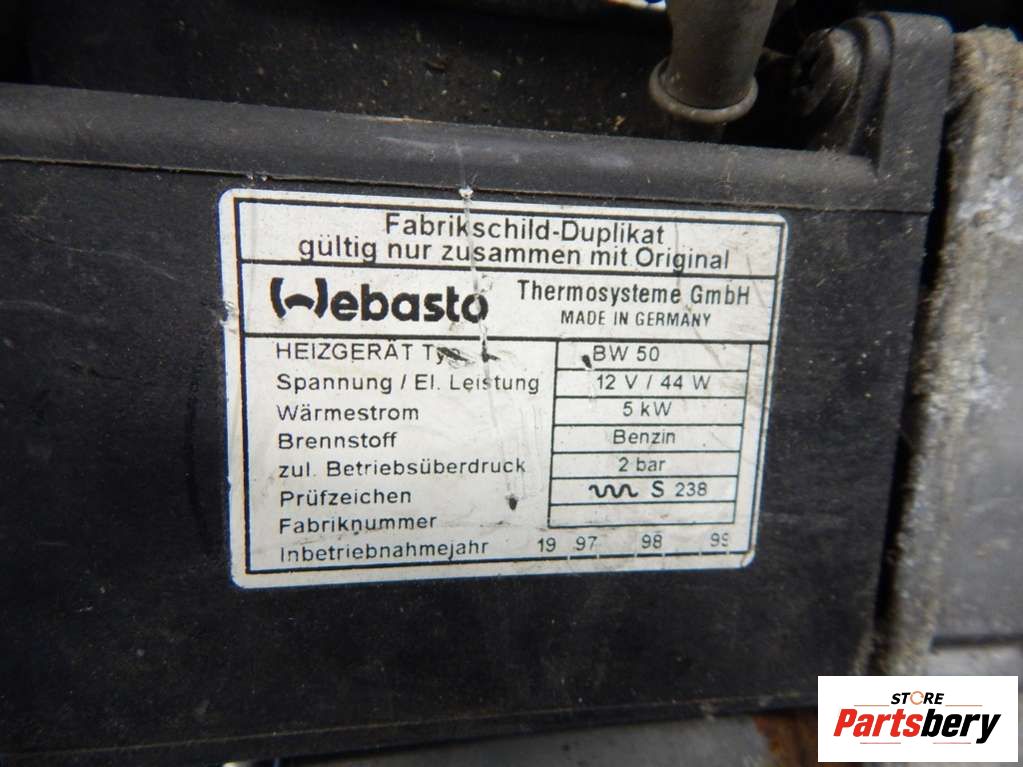 Fabrikschild-Duplikat
gültig nur zusammen mit Original
Webasto Thermosysteme GmbH
MADE IN GERMANY
HEIZGERÄT BW 50
Spannung / El. Leistung 12 V / 44 W
Wärmestrom 5 kW
Brennstoff Benzin
zul. Betriebsüberdruck 2 bar
Prüfzeichen S 238
Fabriknummer
Inbetriebnahmejahr 19 97 98 99
STORE
Partsbery